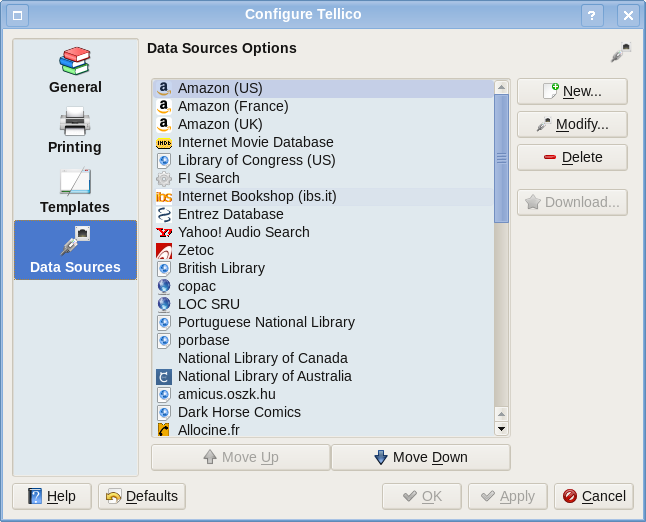 Configure Tellico
?
General
Printing
Templates
Data Sources
Data Sources Options
Amazon (US)
Amazon (France)
Amazon (UK)
IMDb Internet Movie Database
Library of Congress (US)
FI Search
ibs Internet Bookshop (ibs.it)
Entrez Database
Y! Yahoo! Audio Search
Zetoc
British Library
copac
LOC SRU
Portuguese National Library
porbase
National Library of Canada
National Library of Australia
amicus.oszk.hu
Dark Horse Comics
Allocine.fr
New...
Modify...
Delete
Download...
Move Up
Move Down
Help
Defaults
OK
Apply
Cancel